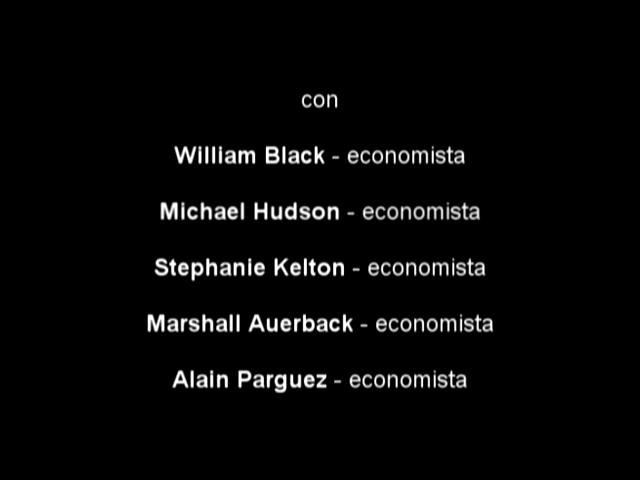 con
William Black - economista
Michael Hudson - economista
Stephanie Kelton - economista
Marshall Auerback - economista
Alain Parguez - economista